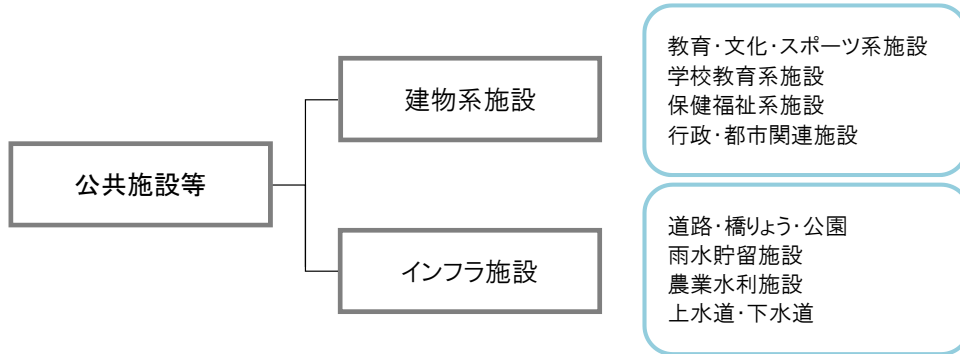 公共施設等
建物系施設
教育・文化・スポーツ系施設
学校教育系施設
保健福祉系施設
行政・都市関連施設
インフラ施設
道路・橋りょう・公園
雨水貯留施設
農業水利施設
上水道・下水道